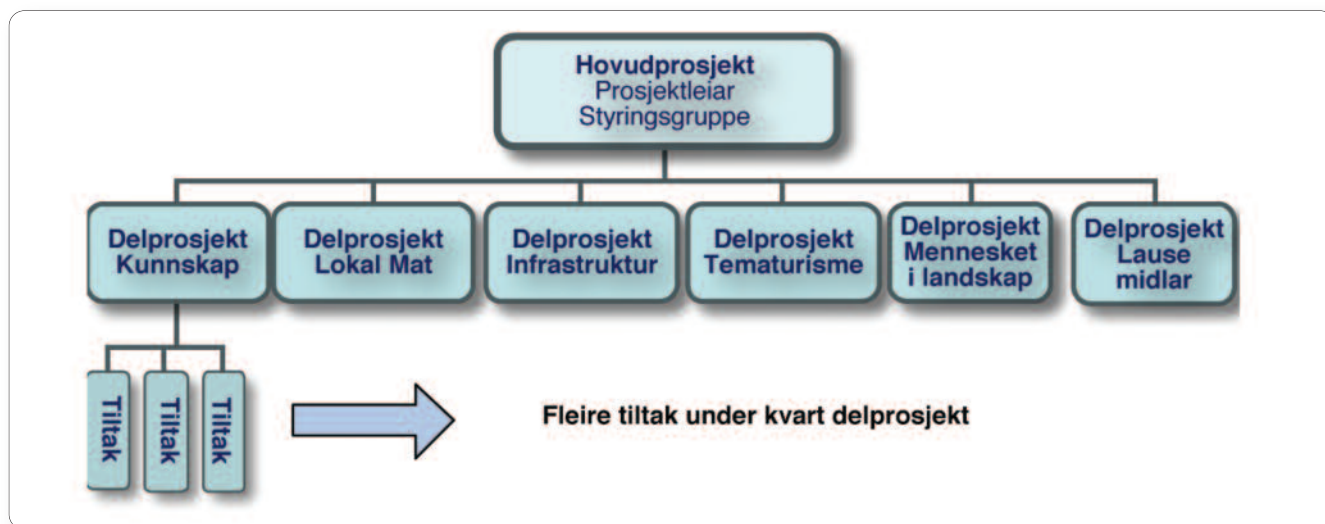 Hovudprosjekt
Prosjektleiar
Styringsgruppe
Delprosjekt
Kunnskap
Delprosjekt
Lokal Mat
Delprosjekt
Infrastruktur
Delprosjekt
Tematurisme
Delprosjekt
Mennesket
i landskap
Delprosjekt
Lause
midlar
Tiltak
Tiltak
Tiltak
Fleire tiltak under kvart delprosjekt